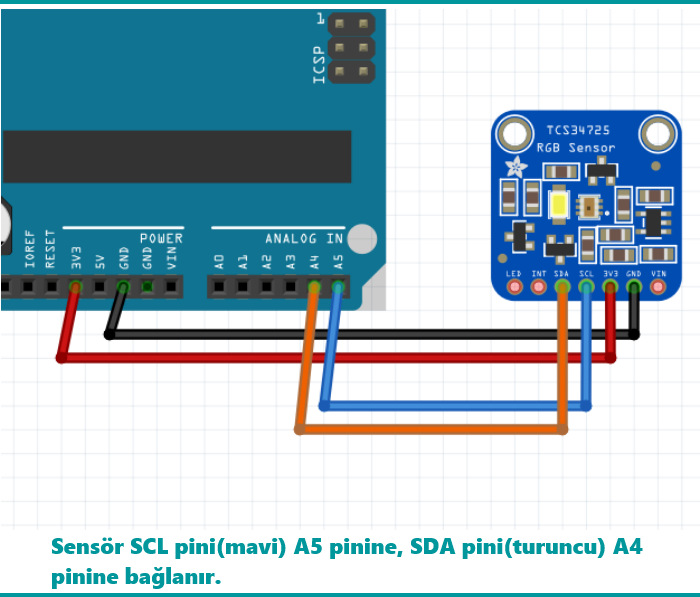 1
ICSP
TCS34725
RGB Sensor
POWER
ANALOG IN
IOREF
RESET
3V3
5V
GND
GND
VIN
A0
A1
A2
A3
A4
A5
LED INT SDA SCL 3V3 GND VIN
Sensör SCL pini(mavi) A5 pinine, SDA pini(turuncu) A4
pinine bağlanır.